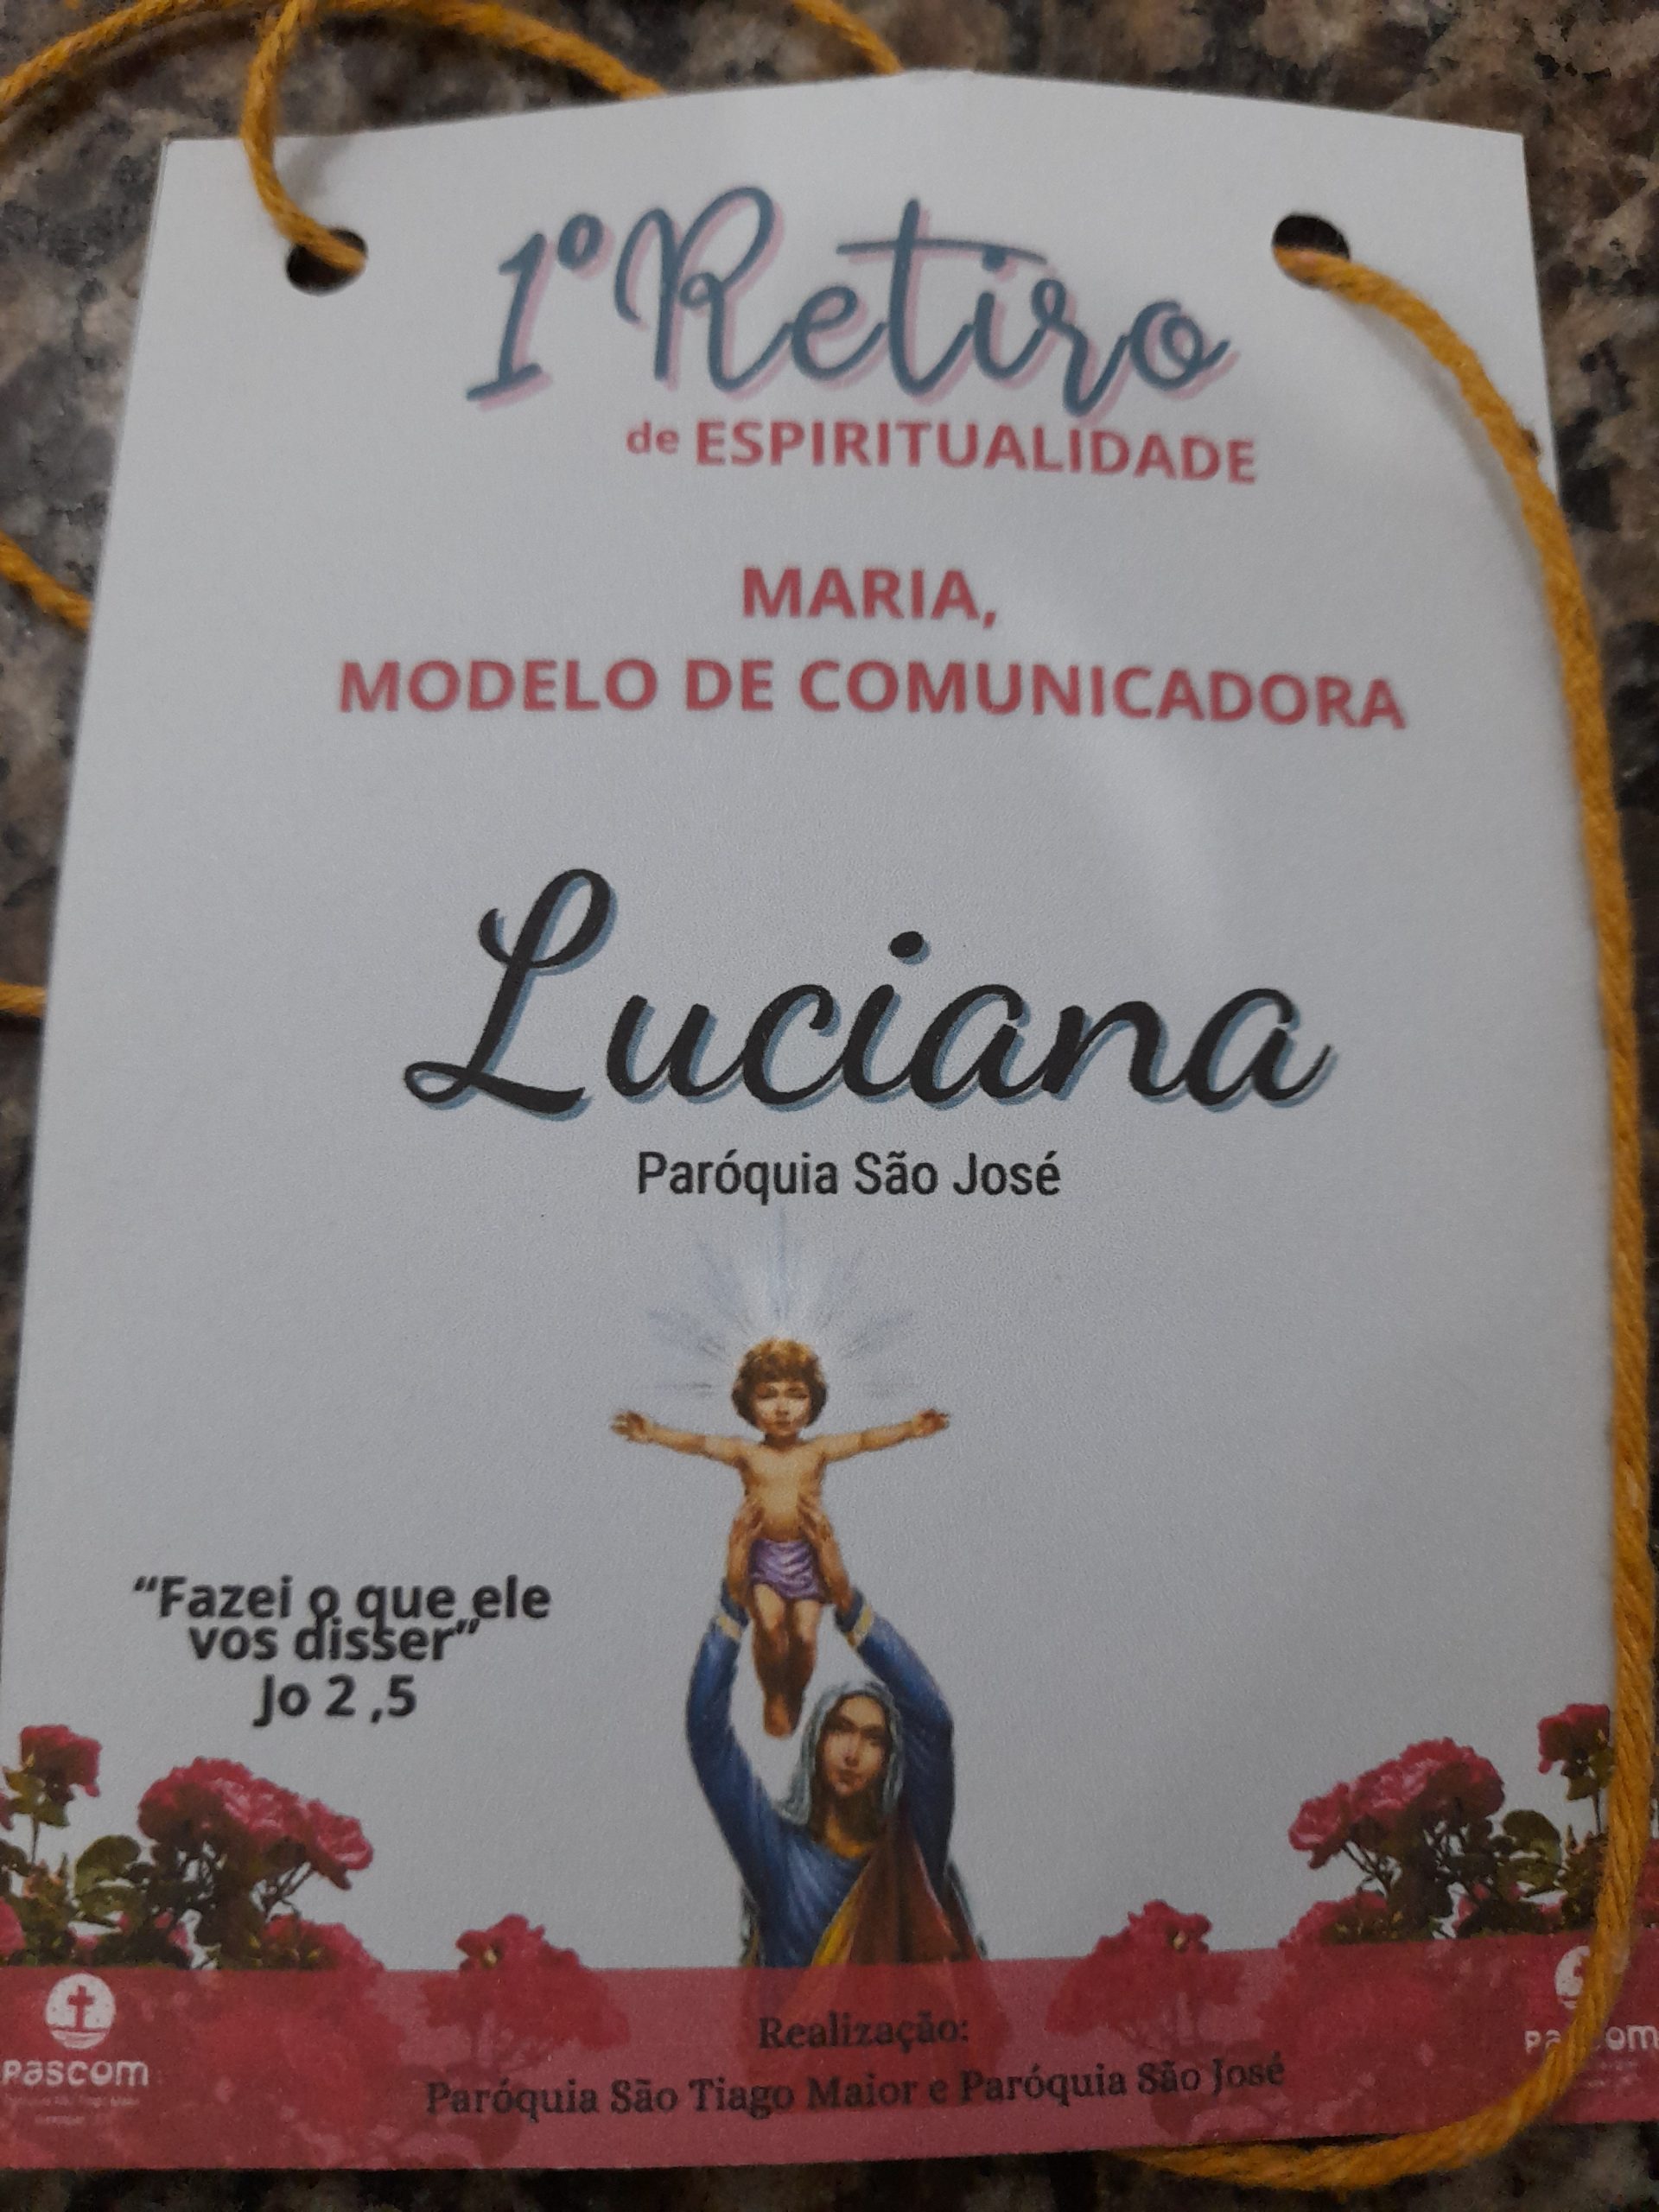 1º Retiro
de ESPIRITUALIDADE
MARIA,
MODELO DE COMUNICADORA
Luciana
Paróquia São José
“Fazei o que ele
vos disser”
Jo 2 ,5
Realização:
Paróquia São Tiago Maior e Paróquia São José
Pascom